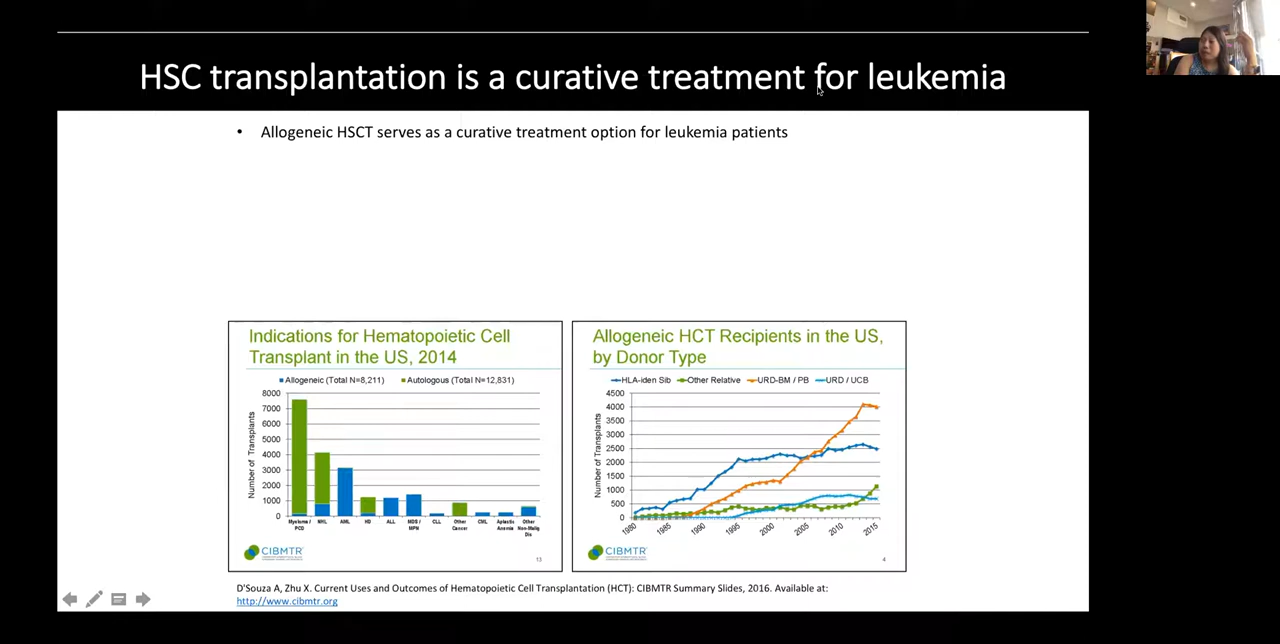 HSC transplantation is a curative treatment for leukemia
• Allogeneic HSCT serves as a curative treatment option for leukemia patients
Indications for Hematopoietic Cell
Transplant in the US, 2014
Allogeneic (Total N=8,211) Autologous (Total N=12,831)
Number of Transplants
8000
7000
6000
5000
4000
3000
2000
1000
0
Myeloma / PCD NHL AML HD ALL MDS / MPN CLL Other Cancer CML Aplastic Anemia Other Non-Malig Dis
CIBMTR
13
Allogeneic HCT Recipients in the US,
by Donor Type
HLA-iden Sib Other Relative URD-BM / PB URD / UCB
Number of Transplants
4500
4000
3500
3000
2500
2000
1500
1000
500
0
1980 1985 1990 1995 2000 2005 2010 2015
CIBMTR
4
D'Souza A, Zhu X. Current Uses and Outcomes of Hematopoietic Cell Transplantation (HCT): CIBMTR Summary Slides, 2016. Available at:
http://www.cibmtr.org